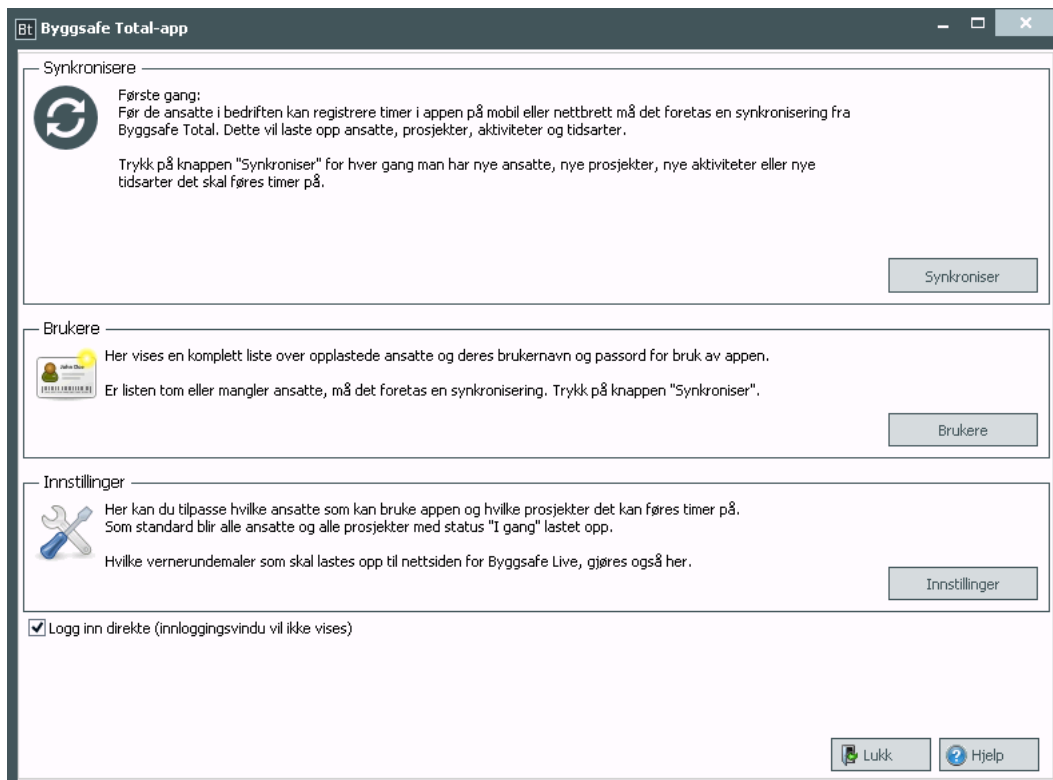 Bt Byggsafe Total-app
Synkronisere
Første gang:
Før de ansatte i bedriften kan registrere timer i appen på mobil eller nettbrett må det foretas en synkronisering fra
Byggsafe Total. Dette vil laste opp ansatte, prosjekter, aktiviteter og tidsarter.
Trykk på knappen "Synkroniser" for hver gang man har nye ansatte, nye prosjekter, nye aktiviteter eller nye
tidsarter det skal føres timer på.
Synkroniser
Brukere
John Doe
Her vises en komplett liste over opplastede ansatte og deres brukernavn og passord for bruk av appen.
Er listen tom eller mangler ansatte, må det foretas en synkronisering. Trykk på knappen "Synkroniser".
Brukere
Innstillinger
Her kan du tilpasse hvilke ansatte som kan bruke appen og hvilke prosjekter det kan føres timer på.
Som standard blir alle ansatte og alle prosjekter med status "I gang" lastet opp.
Hvilke vernerundemaler som skal lastes opp til nettsiden for Byggsafe Live, gjøres også her.
Innstillinger
Logg inn direkte (innloggingsvindu vil ikke vises)
Lukk
Hjelp